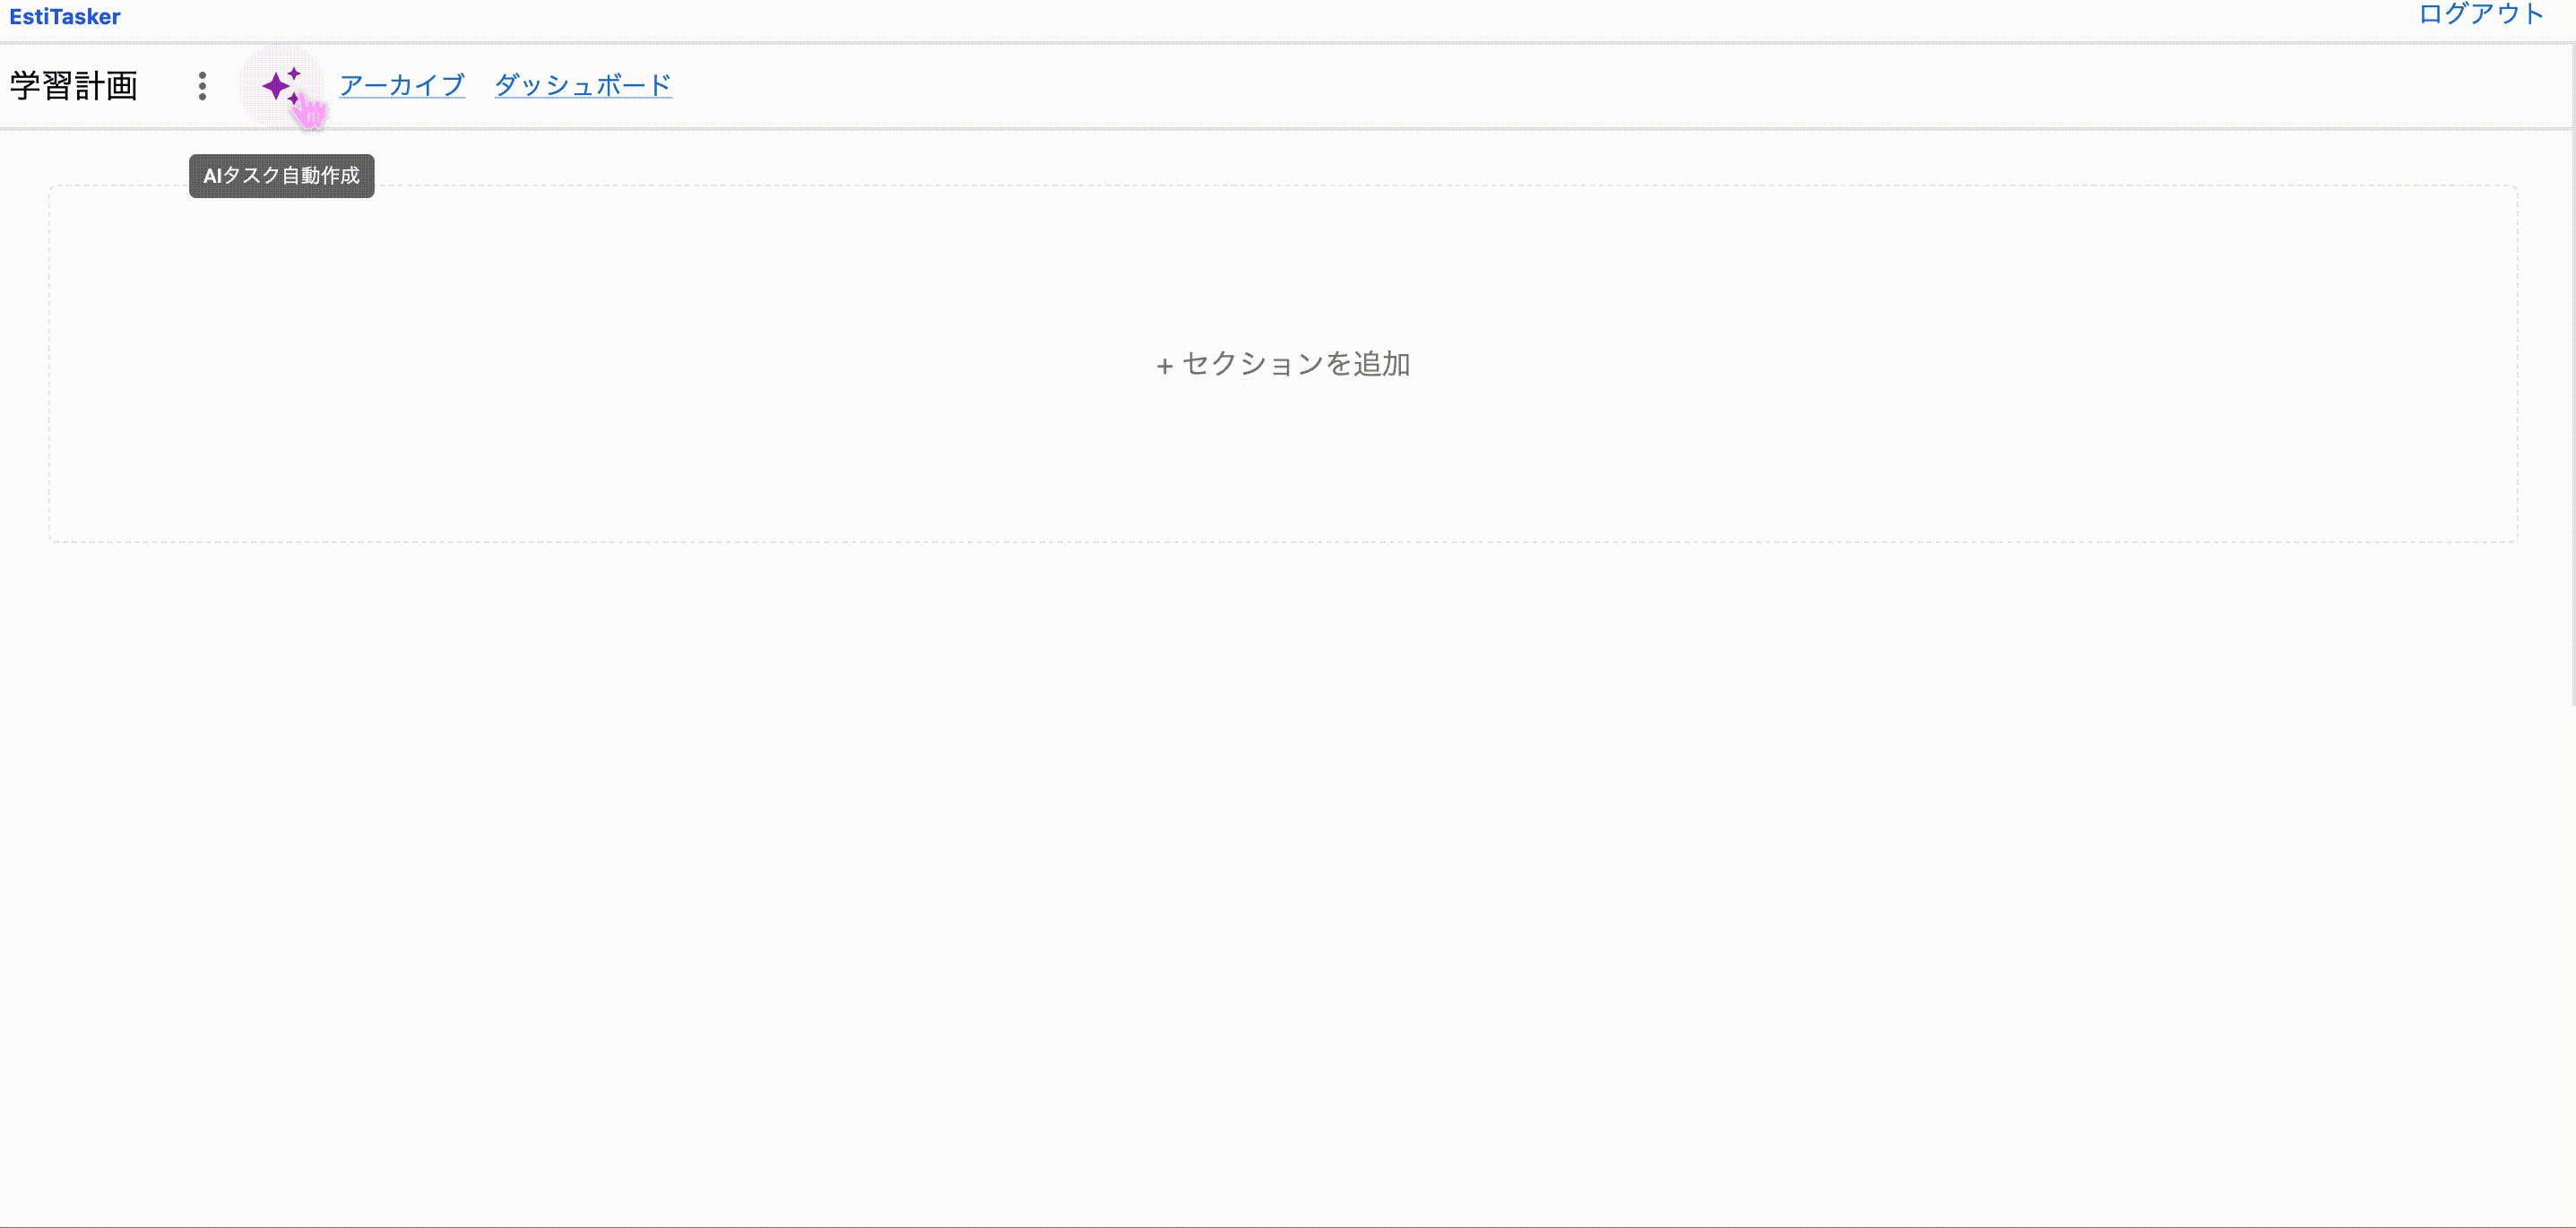 EstiTasker
ログアウト
学習計画
アーカイブ
ダッシュボード
AIタスク自動作成
+ セクションを追加